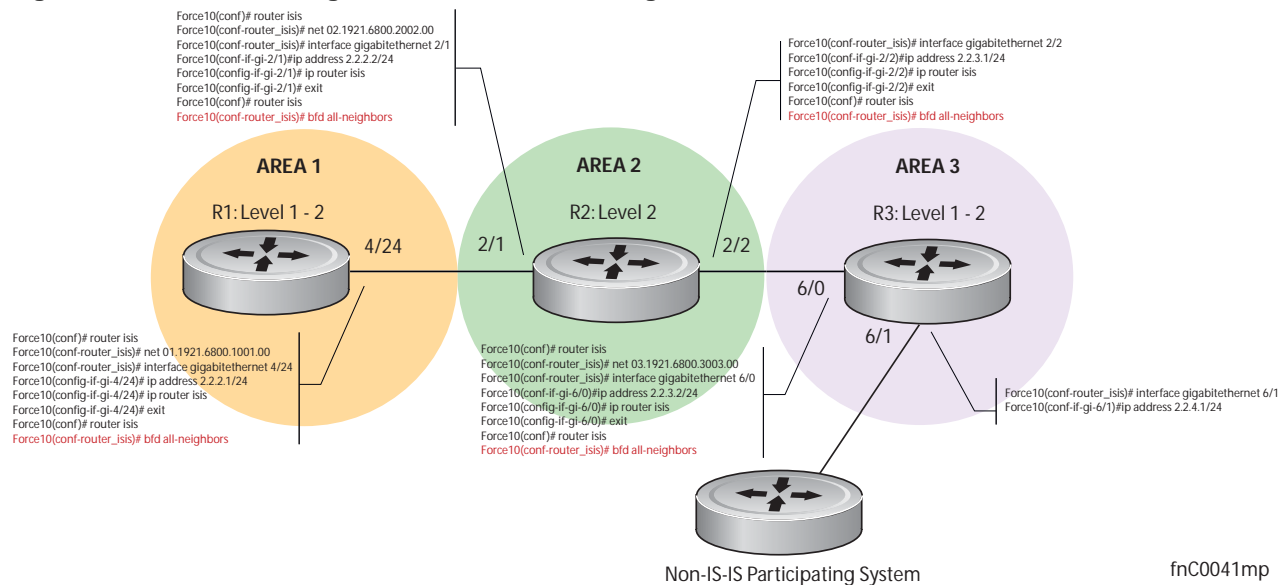 Force10(conf)# router isis
Force10(conf-router_isis)# net 02.1921.6800.2002.00
Force10(conf-router_isis)# interface gigabitethernet 2/1
Force10(conf-if-gi-2/1)#ip address 2.2.2.2/24
Force10(config-if-gi-2/1)# ip router isis
Force10(config-if-gi-2/1)# exit
Force10(conf)# router isis
Force10(conf-router_isis)# bfd all-neighbors
Force10(conf-router_isis)# interface gigabitethernet 2/2
Force10(conf-if-gi-2/2)#ip address 2.2.3.1/24
Force10(config-if-gi-2/2)# ip router isis
Force10(config-if-gi-2/2)# exit
Force10(conf)# router isis
Force10(conf-router_isis)# bfd all-neighbors
AREA 1
R1: Level 1 - 2
4/24
AREA 2
R2: Level 2
2/1
2/2
AREA 3
R3: Level 1 - 2
6/0
6/1
Force10(conf)# router isis
Force10(conf-router_isis)# net 01.1921.6800.1001.00
Force10(conf-router_isis)# interface gigabitethernet 4/24
Force10(config-if-gi-4/24)# ip address 2.2.2.1/24
Force10(config-if-gi-4/24)# ip router isis
Force10(config-if-gi-4/24)# exit
Force10(conf)# router isis
Force10(conf-router_isis)# bfd all-neighbors
Force10(conf)# router isis
Force10(conf-router_isis)# net 03.1921.6800.3003.00
Force10(conf-router_isis)# interface gigabitethernet 6/0
Force10(conf-if-gi-6/0)#ip address 2.2.3.2/24
Force10(config-if-gi-6/0)# ip router isis
Force10(config-if-gi-6/0)# exit
Force10(conf)# router isis
Force10(conf-router_isis)# bfd all-neighbors
Force10(conf-router_isis)# interface gigabitethernet 6/1
Force10(conf-if-gi-6/1)#ip address 2.2.4.1/24
Non-IS-IS Participating System
fnC0041mp